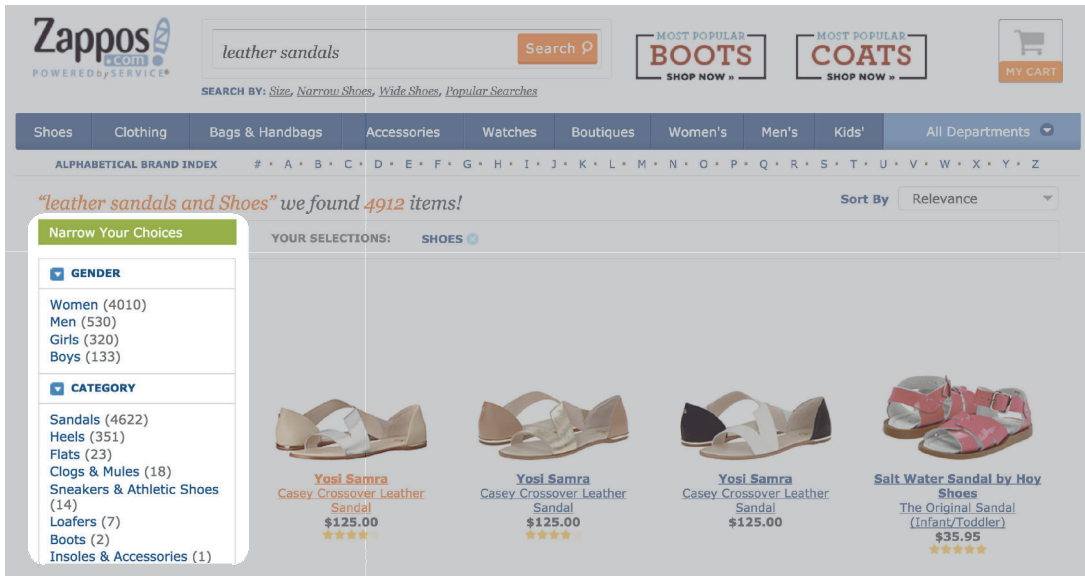 Zappos
.com
POWERED by SERVICE®
leather sandals
Search
SEARCH BY: Size, Narrow Shoes, Wide Shoes, Popular Searches
MOST POPULAR
BOOTS
SHOP NOW »
MOST POPULAR
COATS
SHOP NOW »
MY CART
Shoes Clothing Bags & Handbags Accessories Watches Boutiques Women's Men's Kids' All Departments
ALPHABETICAL BRAND INDEX # • A • B • C • D • E • F • G • H • I • J • K • L • M • N • O • P • Q • R • S • T • U • V • W • X • Y • Z
"leather sandals and Shoes" we found 4912 items!
Sort By Relevance
Narrow Your Choices
YOUR SELECTIONS: SHOES
GENDER
Women (4010)
Men (530)
Girls (320)
Boys (133)
CATEGORY
Sandals (4622)
Heels (351)
Flats (23)
Clogs & Mules (18)
Sneakers & Athletic Shoes
(14)
Loafers (7)
Boots (2)
Insoles & Accessories (1)
Yosi Samra
Casey Crossover Leather
Sandal
$125.00
Yosi Samra
Casey Crossover Leather
Sandal
$125.00
Yosi Samra
Casey Crossover Leather
Sandal
$125.00
Salt Water Sandal by Hoy
Shoes
The Original Sandal
(Infant/Toddler)
$35.95